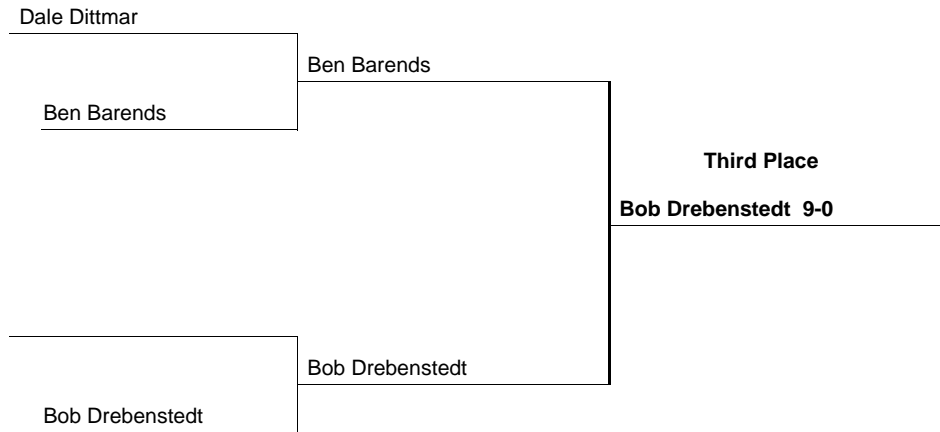 Dale Dittmar
Ben Barends
Ben Barends
Third Place
Bob Drebenstedt 9-0
Bob Drebenstedt
Bob Drebenstedt